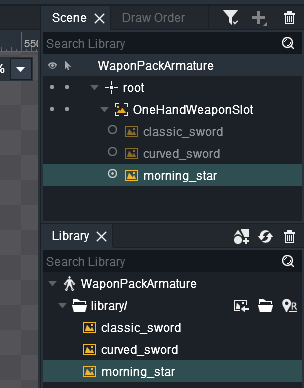 Scene
Draw Order
550
%
Search Library
WaponPackArmature
root
OneHandWeaponSlot
classic_sword
curved_sword
morning_star
Library
Search Library
WaponPackArmature
library/
R
classic_sword
curved_sword
morning_star